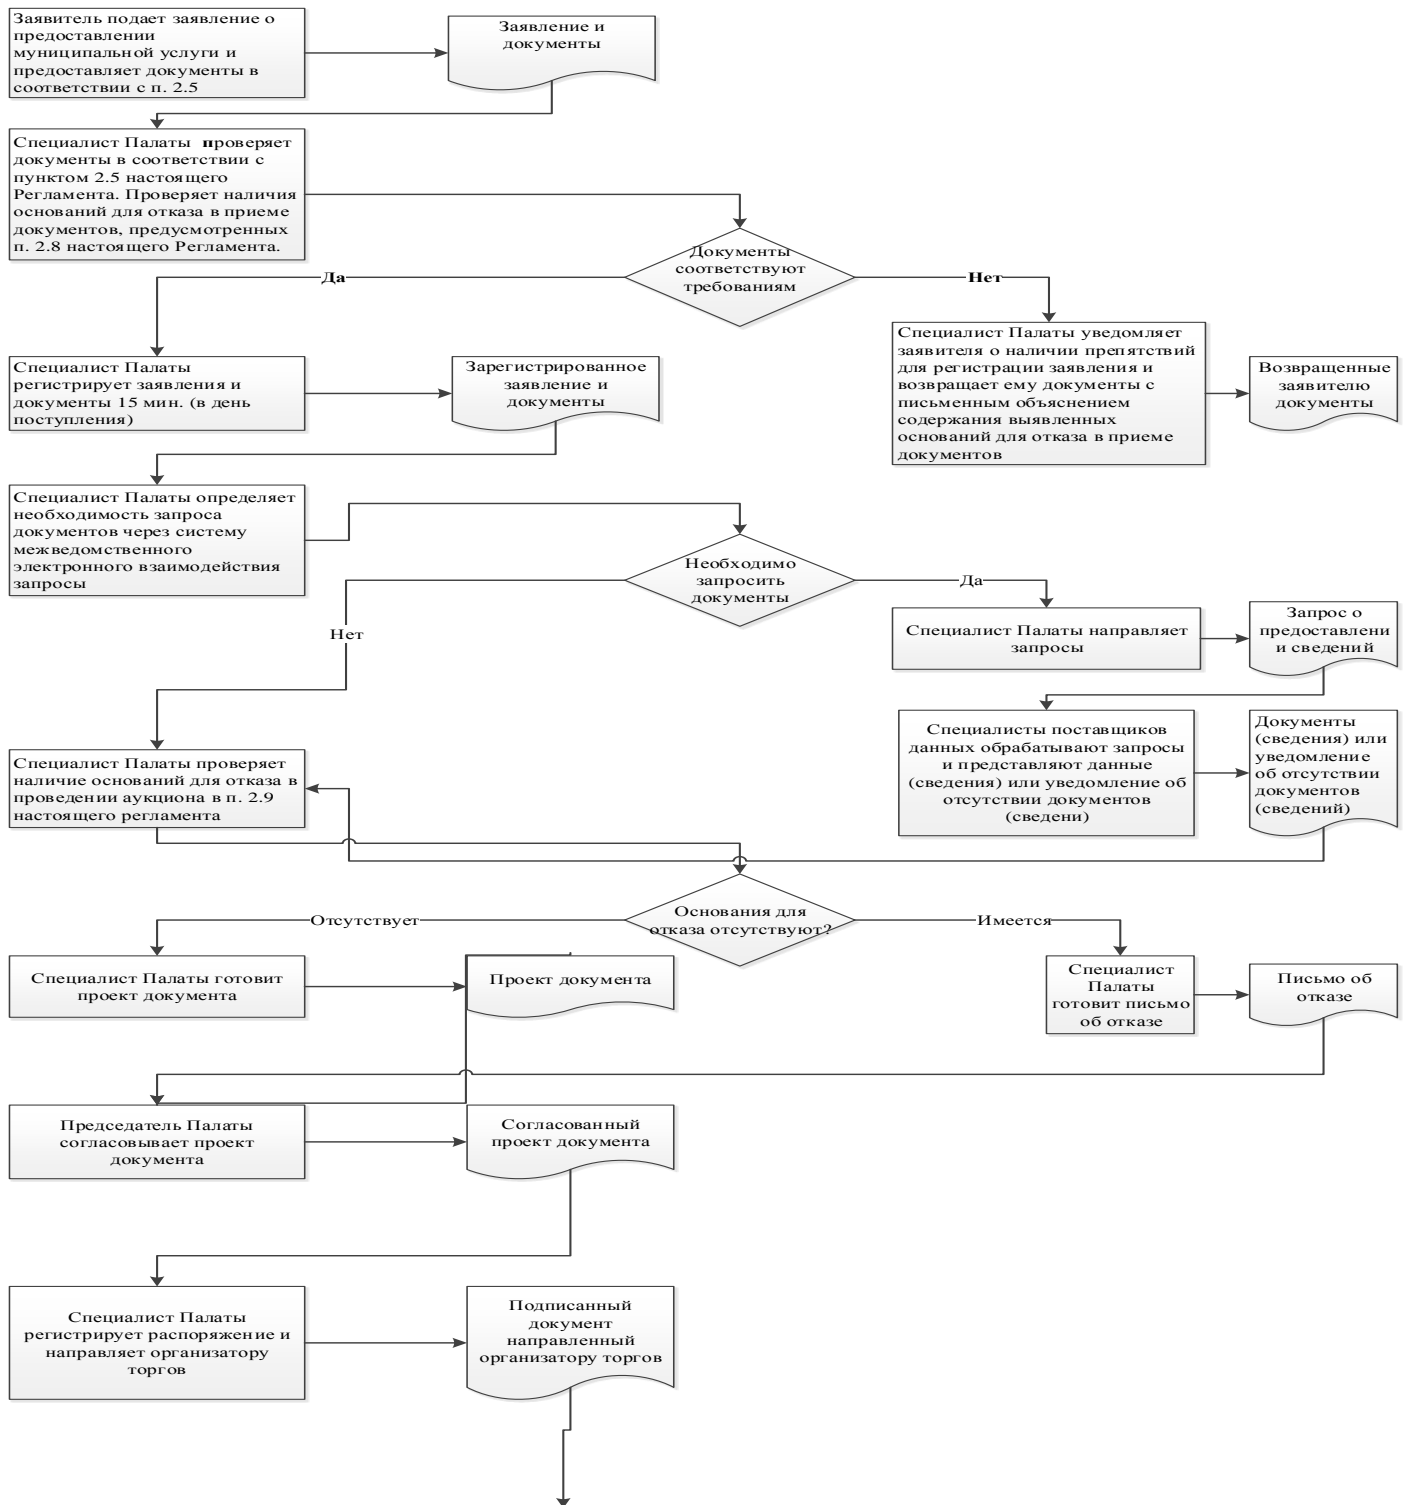 Заявитель подает заявление о
предоставлении
муниципальной услуги и
предоставляет документы в
соответствии с п. 2.5
Заявление и
документы
Специалист Палаты проверяет
документы в соответствии с
пунктом 2.5 настоящего
Регламента. Проверяет наличия
оснований для отказа в приеме
документов, предусмотренных
п. 2.8 настоящего Регламента.
Документы
соответствуют
требованиям
Да
Нет
Специалист Палаты
регистрирует заявления и
документы 15 мин. (в день
поступления)
Зарегистрированное
заявление и
документы
Специалист Палаты уведомляет
заявителя о наличии препятствий
для регистрации заявления и
возвращает ему документы с
письменным объяснением
содержания выявленных
оснований для отказа в приеме
документов
Возвращенные
заявителю
документы
Специалист Палаты определяет
необходимость запроса
документов через систему
межведомственного
электронного взаимодействия
запросы
Необходимо
запросить
документы
Да
Нет
Специалист Палаты направляет
запросы
Запрос о
предоставлени
и сведений
Специалисты поставщиков
данных обрабатывают запросы
и представляют данные
(сведения) или уведомление об
отсутствии документов
(сведени)
Документы
(сведения) или
уведомление
об отсутствии
документов
(сведений)
Специалист Палаты проверяет
наличие оснований для отказа в
проведении аукциона в п. 2.9
настоящего регламента
Основания для
отказа отсутствуют?
Отсутствует
Имеется
Специалист Палаты готовит
проект документа
Проект документа
Специалист
Палаты
готовит письмо
об отказе
Письмо об
отказе
Председатель Палаты
согласовывает проект
документа
Согласованный
проект документа
Специалист Палаты
регистрирует распоряжение и
направляет организатору
торгов
Подписанный
документ
направленный
организатору торгов